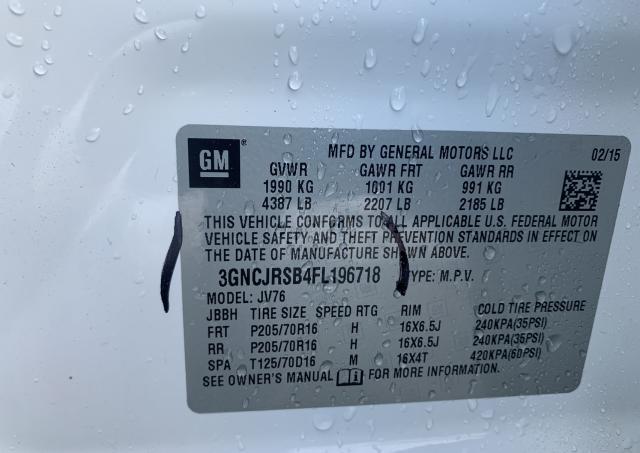 GM
MFD BY GENERAL MOTORS LLC 02/15
GVWR GAWR FRT GAWR RR
1990 KG 1001 KG 991 KG
4387 LB 2207 LB 2185 LB
THIS VEHICLE CONFORMS TO ALL APPLICABLE U.S. FEDERAL MOTOR
VEHICLE SAFETY AND THEFT PREVENTION STANDARDS IN EFFECT ON
THE DATE OF MANUFACTURE SHOWN ABOVE.
3GNCJRSB4FL196718 TYPE: M.P.V.
MODEL: JV76
JBBH TIRE SIZE SPEED RTG RIM COLD TIRE PRESSURE
FRT P205/70R16 H 16X6.5J 240KPA(35PSI)
RR P205/70R16 H 16X6.5J 240KPA(35PSI)
SPA T125/70D16 M 16X4T 420KPA(60PSI)
SEE OWNER'S MANUAL FOR MORE INFORMATION.